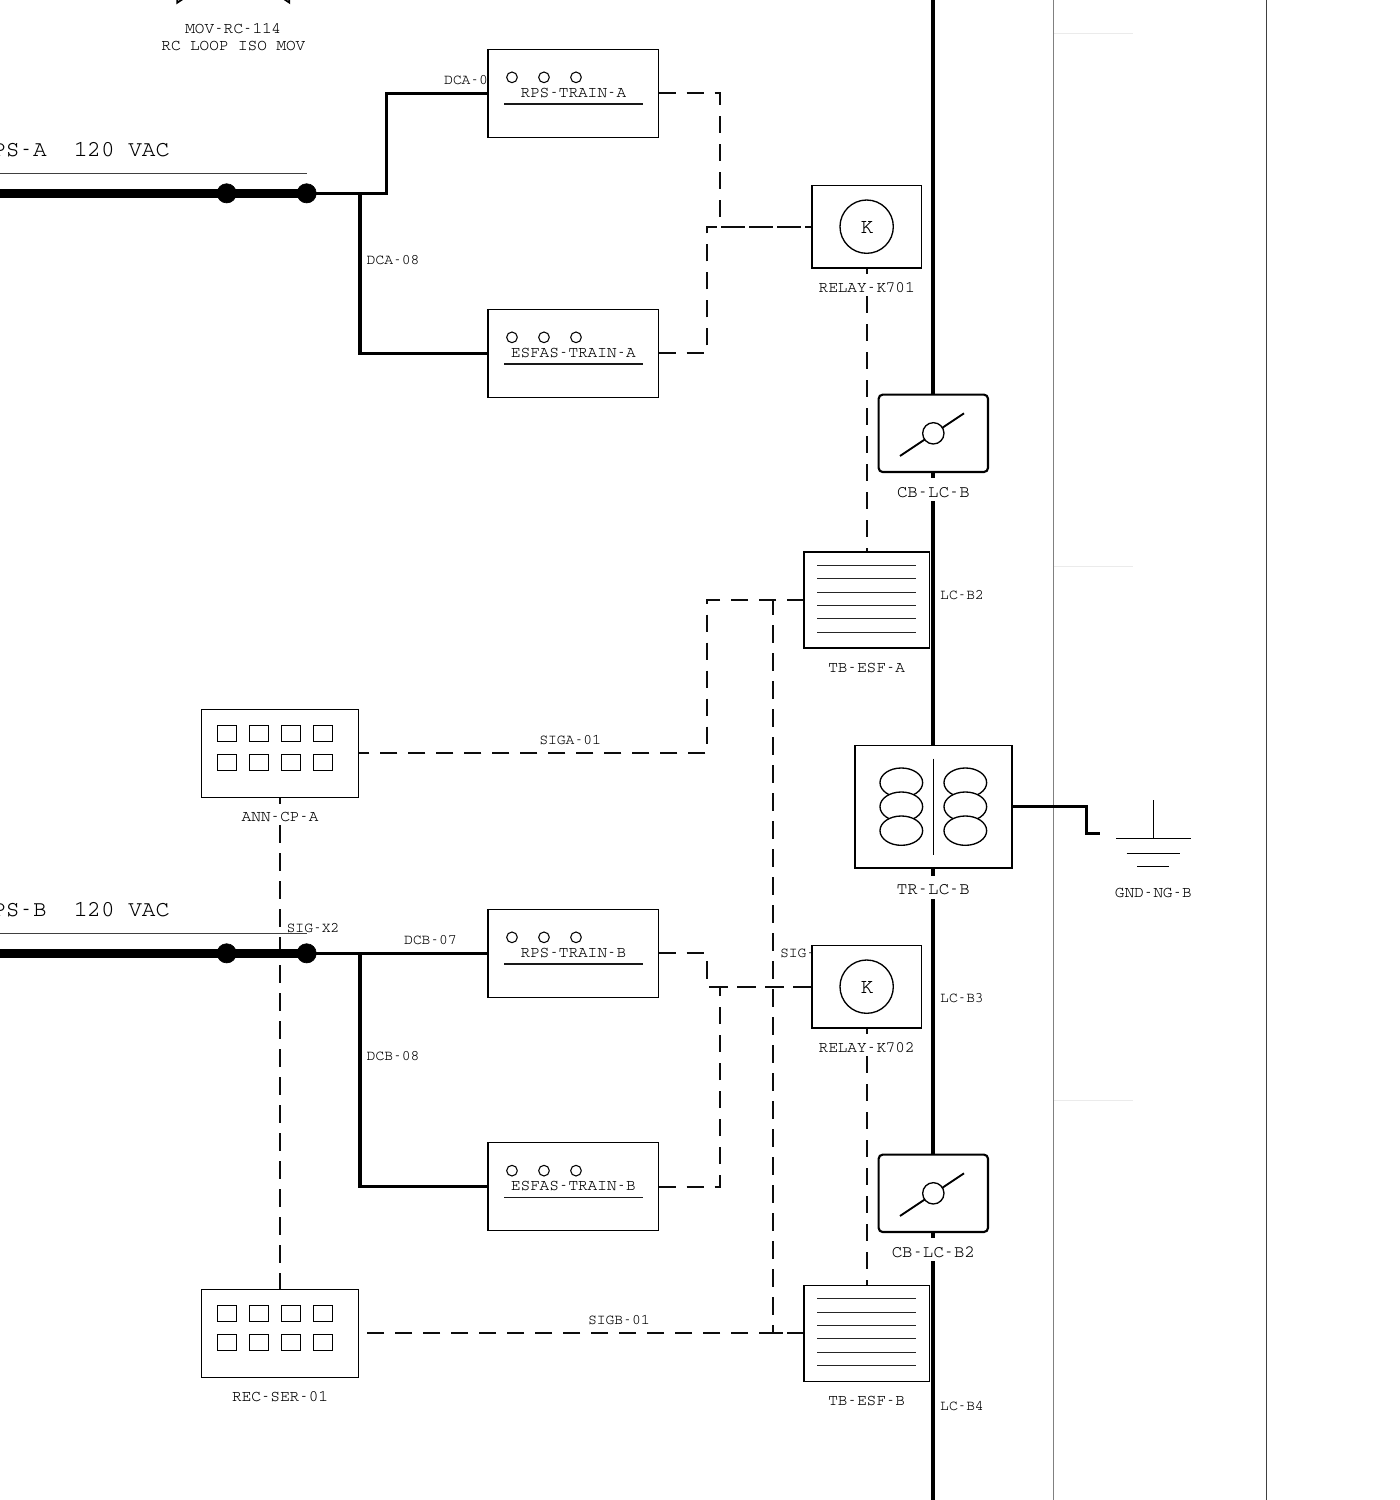 MOV-RC-114
RC LOOP ISO MOV
DCA-0
RPS-TRAIN-A
PS-A 120 VAC
K
DCA-08
RELAY-K701
ESFAS-TRAIN-A
CB-LC-B
LC-B2
TB-ESF-A
SIGA-01
ANN-CP-A
TR-LC-B
GND-NG-B
PS-B 120 VAC
SIG-X2
DCB-07
RPS-TRAIN-B
SIG-
K
LC-B3
RELAY-K702
DCB-08
ESFAS-TRAIN-B
CB-LC-B2
SIGB-01
REC-SER-01
TB-ESF-B
LC-B4